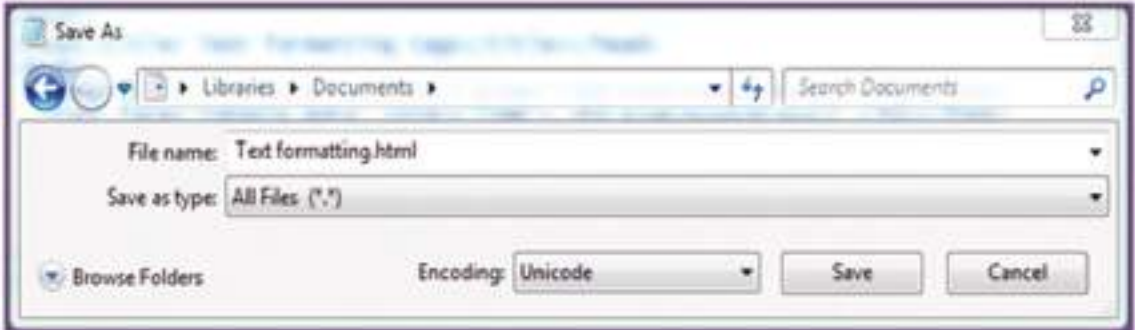 Save As
Libraries ▸ Documents ▸ Search Documents
File name: Text formatting.html
Save as type: All Files (*.*)
Browse Folders Encoding: Unicode Save Cancel